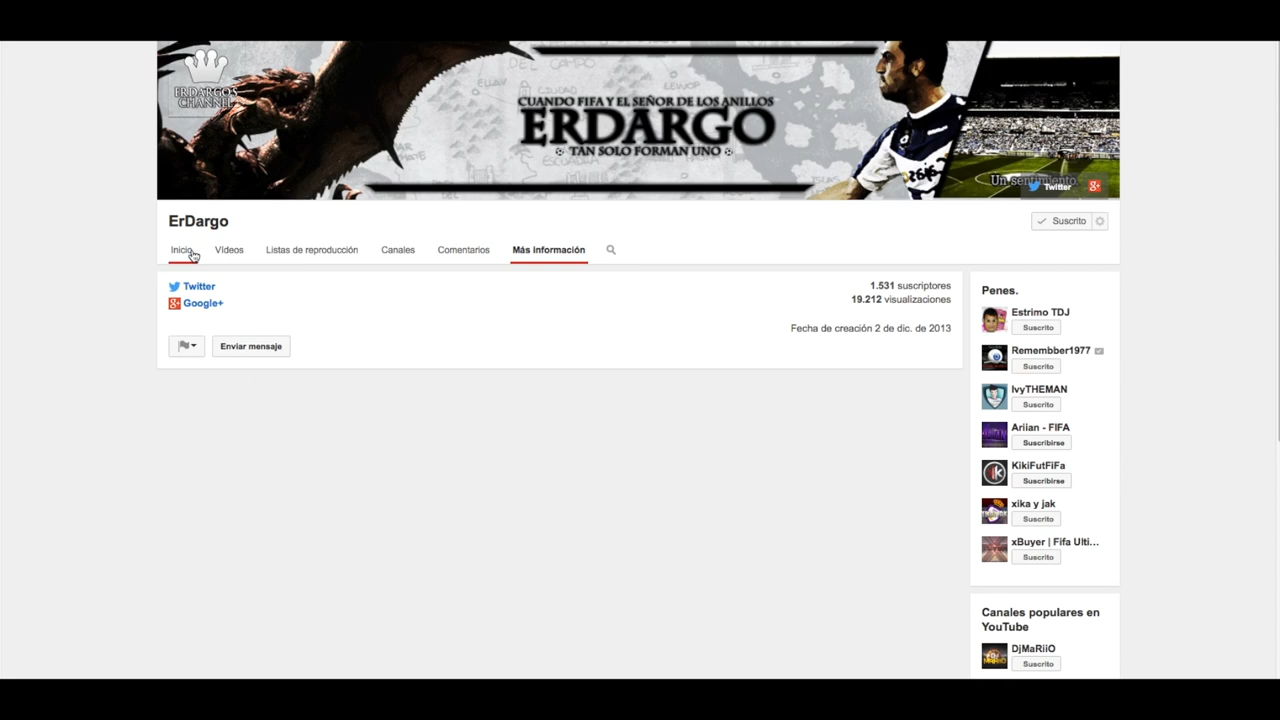 ERDARGO'S
CHANNEL
CUANDO FIFA Y EL SEÑOR DE LOS ANILLOS
ERDARGO
TAN SOLO FORMAN UNO
Un sentimiento
Twitter
ErDargo
Suscrito
Inicio
Vídeos
Listas de reproducción
Canales
Comentarios
Más información
Twitter
Google+
1.531 suscriptores
19.212 visualizaciones
Fecha de creación 2 de dic. de 2013
Enviar mensaje
Penes.
Estrimo TDJ
Suscrito
Remembber1977
Suscrito
IvyTHEMAN
Suscrito
Ariian - FIFA
Suscribirse
KikiFutFiFa
Suscribirse
xika y jak
Suscrito
xBuyer | Fifa Ulti...
Suscrito
Canales populares en
YouTube
DjMaRiiO
Suscrito